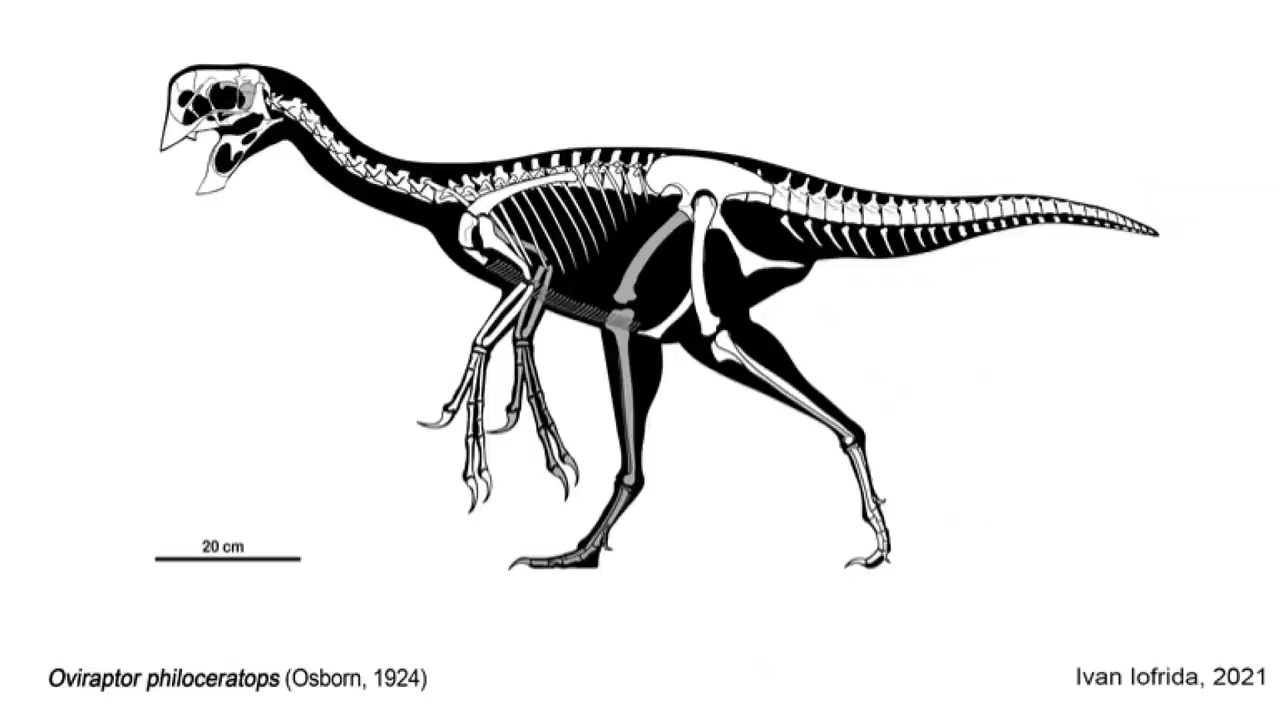 20 cm
Oviraptor philoceratops (Osborn, 1924)
Ivan Iofrida, 2021